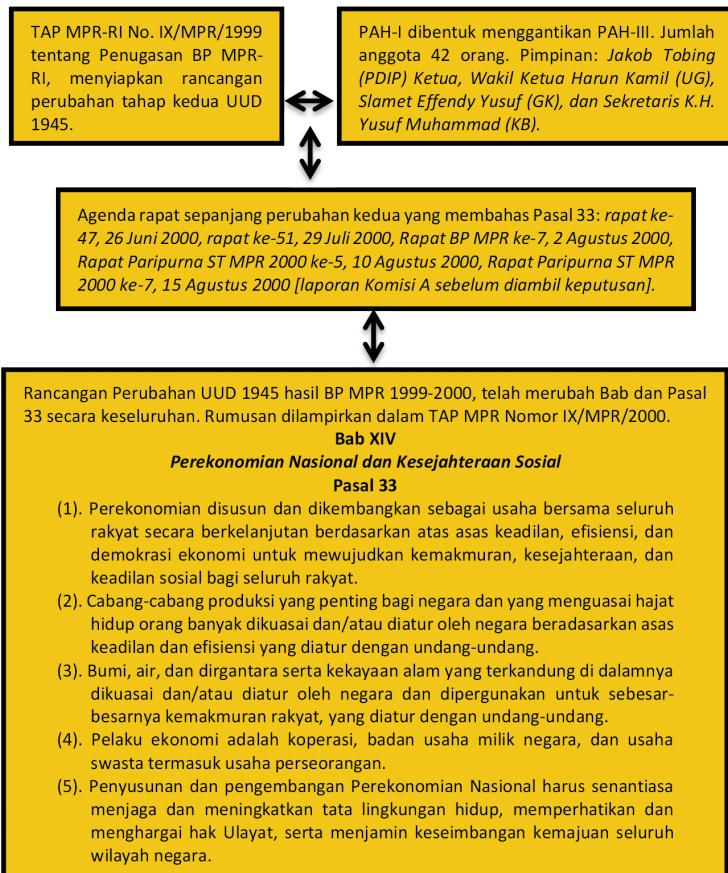 TAP MPR-RI No. IX/MPR/1999
tentang Penugasan BP MPR-
RI, menyiapkan rancangan
perubahan tahap kedua UUD
1945.
PAH-I dibentuk menggantikan PAH-III. Jumlah
anggota 42 orang. Pimpinan: Jakob Tobing
(PDIP) Ketua, Wakil Ketua Harun Kamil (UG),
Slamet Effendy Yusuf (GK), dan Sekretaris K.H.
Yusuf Muhammad (KB).
Agenda rapat sepanjang perubahan kedua yang membahas Pasal 33: rapat ke-
47, 26 Juni 2000, rapat ke-51, 29 Juli 2000, Rapat BP MPR ke-7, 2 Agustus 2000,
Rapat Paripurna ST MPR 2000 ke-5, 10 Agustus 2000, Rapat Paripurna ST MPR
2000 ke-7, 15 Agustus 2000 [laporan Komisi A sebelum diambil keputusan].
Rancangan Perubahan UUD 1945 hasil BP MPR 1999-2000, telah merubah Bab dan Pasal
33 secara keseluruhan. Rumusan dilampirkan dalam TAP MPR Nomor IX/MPR/2000.
Bab XIV
Perekonomian Nasional dan Kesejahteraan Sosial
Pasal 33
(1). Perekonomian disusun dan dikembangkan sebagai usaha bersama seluruh
rakyat secara berkelanjutan berdasarkan atas asas keadilan, efisiensi, dan
demokrasi ekonomi untuk mewujudkan kemakmuran, kesejahteraan, dan
keadilan sosial bagi seluruh rakyat.
(2). Cabang-cabang produksi yang penting bagi negara dan yang menguasai hajat
hidup orang banyak dikuasai dan/atau diatur oleh negara beradasarkan asas
keadilan dan efisiensi yang diatur dengan undang-undang.
(3). Bumi, air, dan dirgantara serta kekayaan alam yang terkandung di dalamnya
dikuasai dan/atau diatur oleh negara dan dipergunakan untuk sebesar-
besarnya kemakmuran rakyat, yang diatur dengan undang-undang.
(4). Pelaku ekonomi adalah koperasi, badan usaha milik negara, dan usaha
swasta termasuk usaha perseorangan.
(5). Penyusunan dan pengembangan Perekonomian Nasional harus senantiasa
menjaga dan meningkatkan tata lingkungan hidup, memperhatikan dan
menghargai hak Ulayat, serta menjamin keseimbangan kemajuan seluruh
wilayah negara.